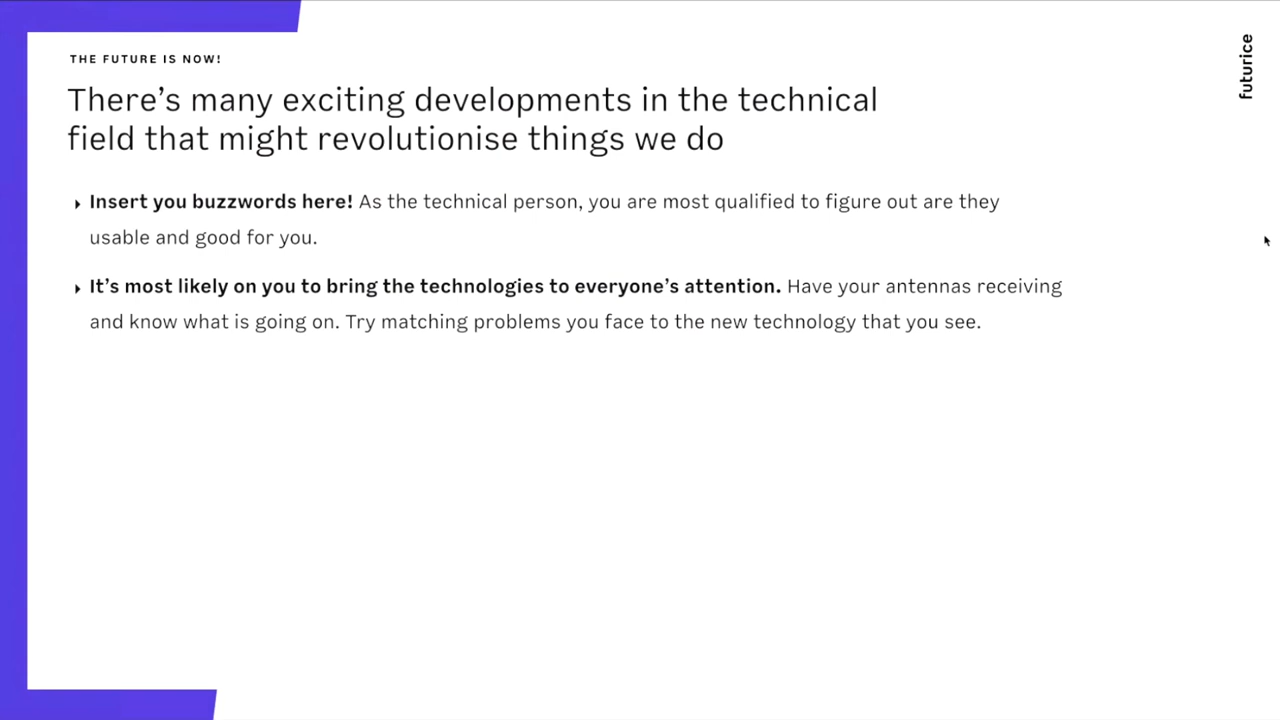 THE FUTURE IS NOW!
There’s many exciting developments in the technical
field that might revolutionise things we do
Insert you buzzwords here! As the technical person, you are most qualified to figure out are they
usable and good for you.
It’s most likely on you to bring the technologies to everyone’s attention. Have your antennas receiving
and know what is going on. Try matching problems you face to the new technology that you see.
futurice